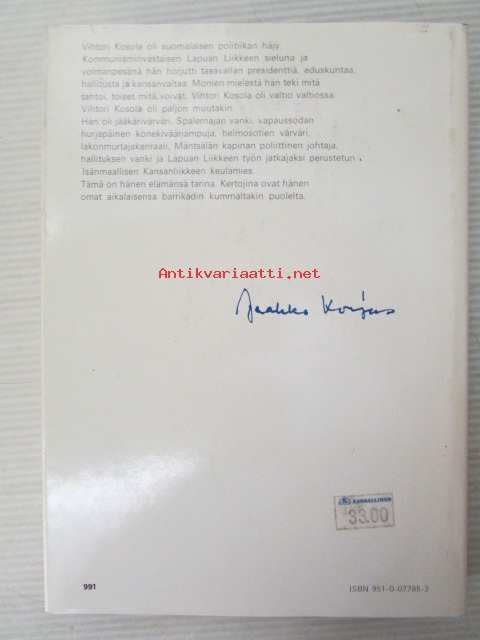 Vihtori Kosola oli suomalaisen politiikan häjy.
Kommunisminvastaisen Lapuan Liikkeen sieluna ja
voimanpesänä hän horjutti tasavallan presidenttiä, eduskuntaa,
hallitusta ja kansanvaltaa. Monien mielestä hän teki mitä
tahtoi, toiset mitä voivat. Vihtori Kosola oli valtio valtiossa.
Vihtori Kosola oli paljon muutakin.
Hän oli jääkärivärväri, Spalernajan vanki, vapaussodan
hurjapäinen konekivääriampuja, heimosotien värväri,
lakonmurtajakenraali, Mäntsälän kapinan poliittinen johtaja,
hallituksen vanki ja Lapuan Liikkeen työn jatkajaksi perustetun
Isänmaallisen Kansanliikkeen keulamies.
Tämä on hänen elämänsä tarina. Kertojina ovat hänen
omat aikalaisensa barrikadin kummaltakin puolelta.
Antikvariaatti.net
Jaakko Korjus
KANSALLINEN
33.00
991
ISBN 951-0-07785-2